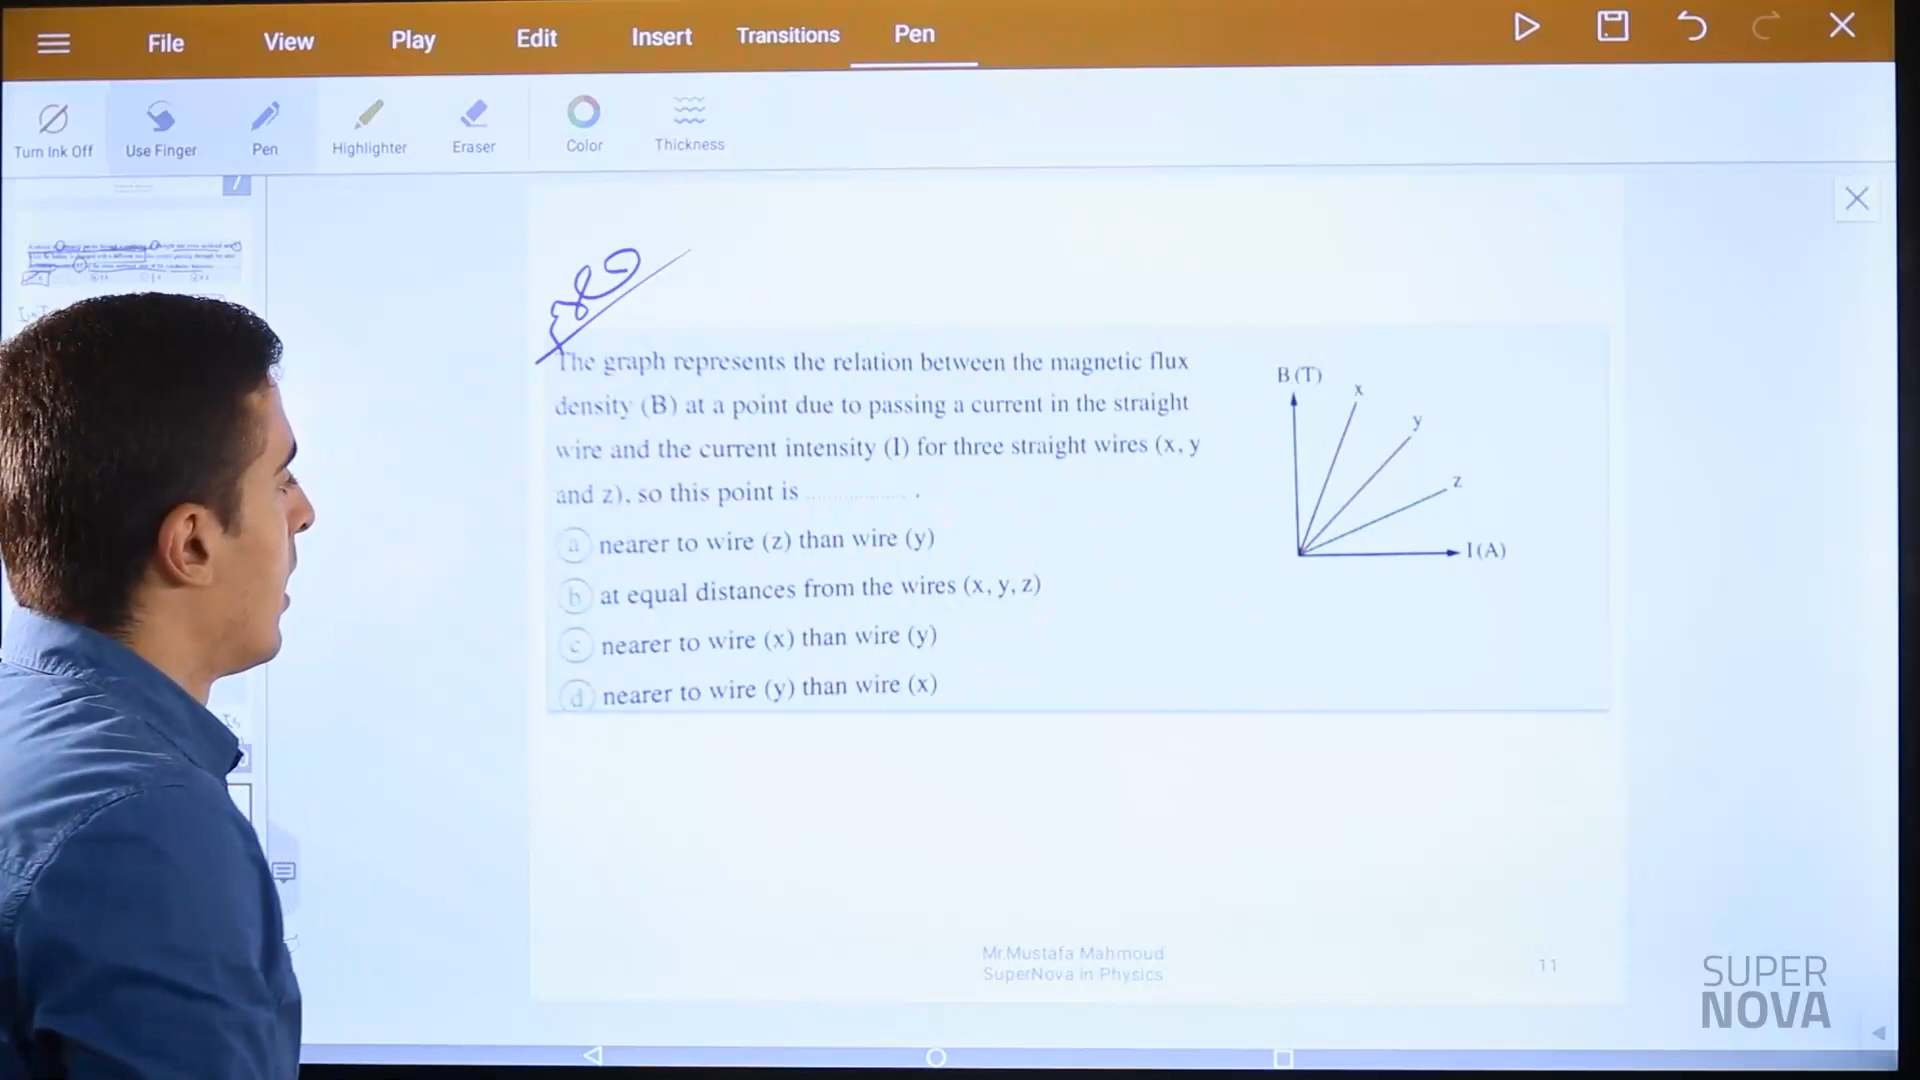 File View Play Edit Insert Transitions Pen
Turn Ink Off Use Finger Pen Highlighter Eraser Color Thickness
7
The graph represents the relation between the magnetic flux
density (B) at a point due to passing a current in the straight
wire and the current intensity (I) for three straight wires (x, y
and z), so this point is .................... .
a nearer to wire (z) than wire (y)
b at equal distances from the wires (x, y, z)
c nearer to wire (x) than wire (y)
d nearer to wire (y) than wire (x)
B (T)
x
y
z
I (A)
Mr.Mustafa Mahmoud
SuperNova in Physics
11
SUPER
NOVA